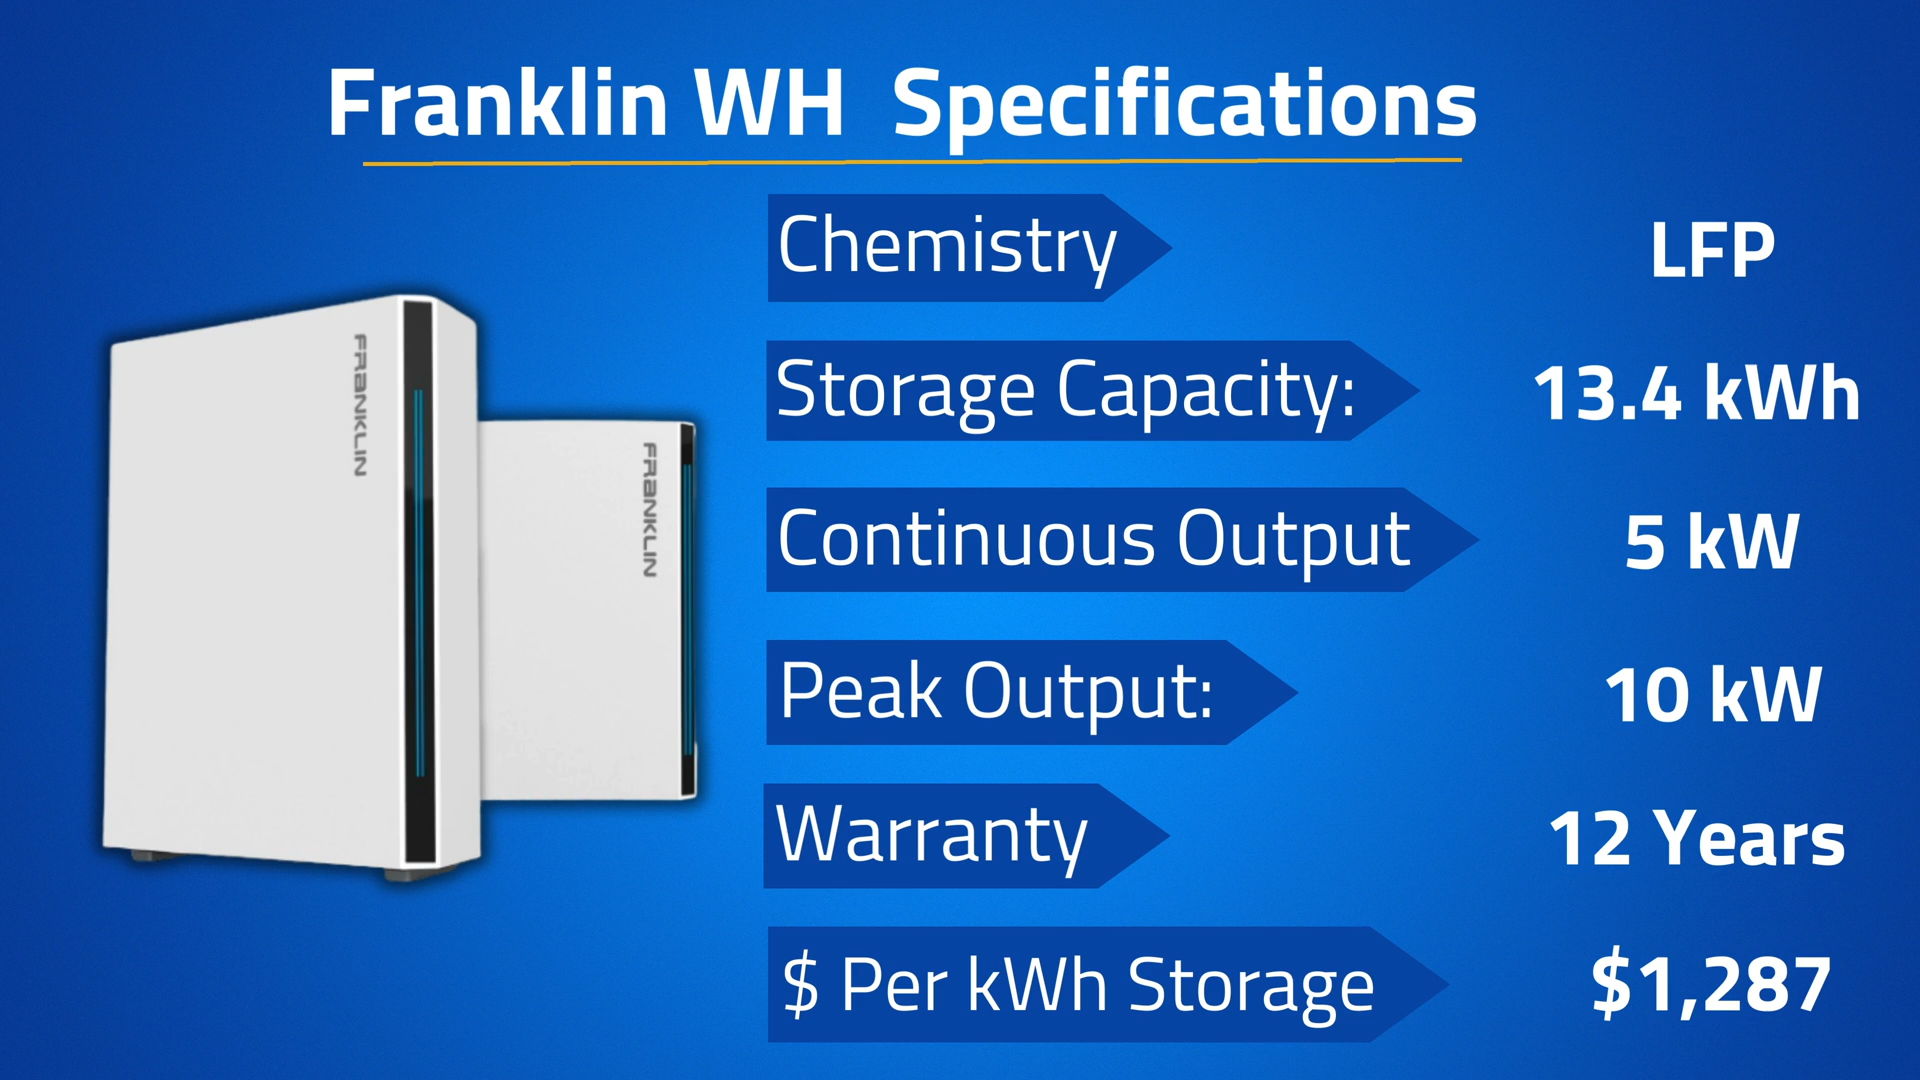 Franklin WH Specifications
Chemistry
LFP
Storage Capacity:
13.4 kWh
Continuous Output
5 kW
Peak Output:
10 kW
Warranty
12 Years
$ Per kWh Storage
$1,287
FRANKLIN
FRANKLIN